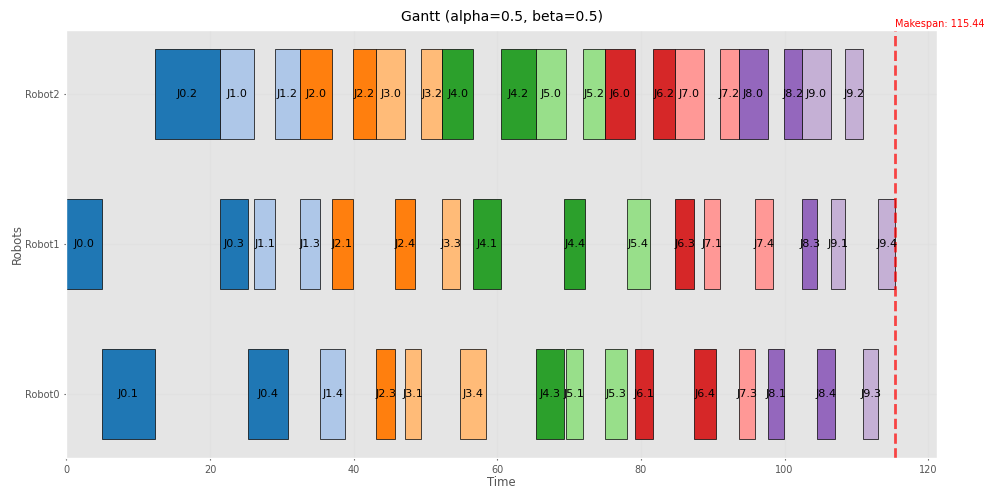 Gantt (alpha=0.5, beta=0.5)
Makespan: 115.44
Robot2
J0.2 J1.0 J1.2 J2.0 J2.2 J3.0 J3.2 J4.0 J4.2 J5.0 J5.2 J6.0 J6.2 J7.0 J7.2 J8.0 J8.2 J9.0 J9.2
Robot1
J0.0 J0.3 J1.1 J1.3 J2.1 J2.4 J3.3 J4.1 J4.4 J5.4 J6.3 J7.1 J7.4 J8.3 J9.1 J9.4
Robots
Robot0
J0.1 J0.4 J1.4 J2.3 J3.1 J3.4 J4.3 J5.1 J5.3 J6.1 J6.4 J7.3 J8.1 J8.4 J9.3
0 20 40 60 80 100 120
Time